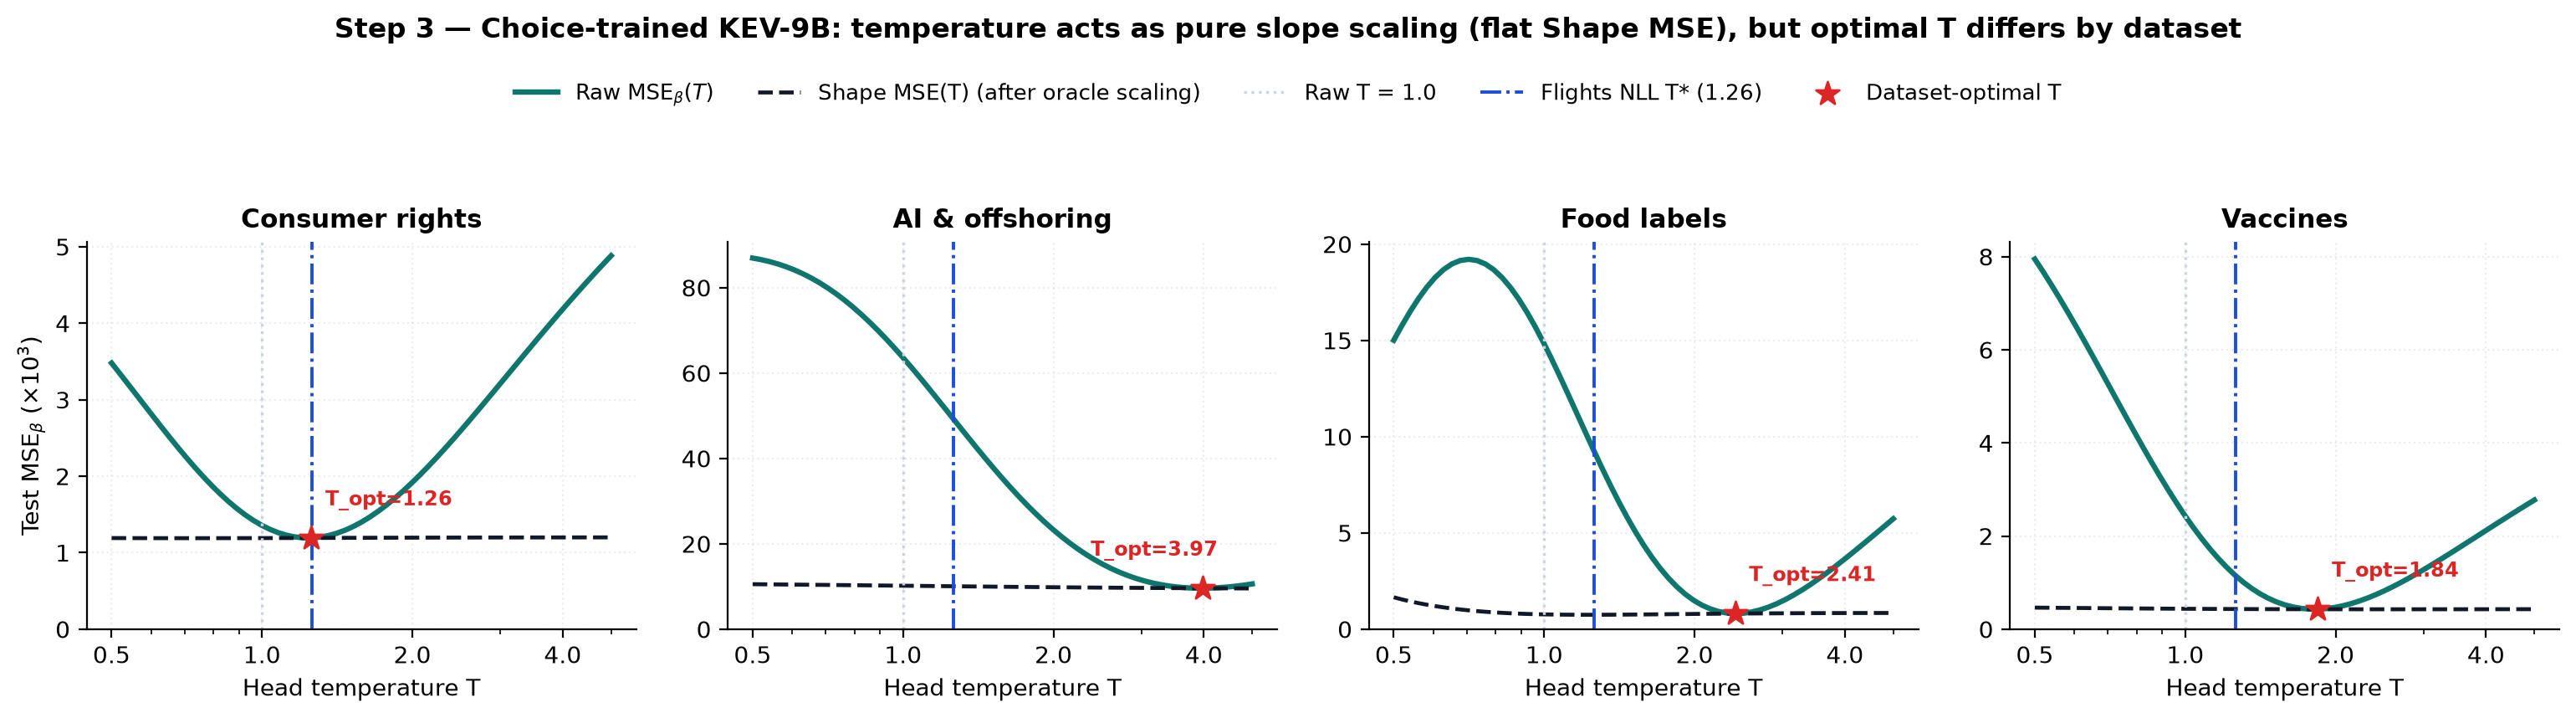 Step 3 — Choice-trained KEV-9B: temperature acts as pure slope scaling (flat Shape MSE), but optimal T differs by dataset
Raw MSEβ(T)
Shape MSE(T) (after oracle scaling)
Raw T = 1.0
Flights NLL T* (1.26)
Dataset-optimal T
Consumer rights
Test MSEβ (×10³)
5
4
3
2
1
0
T_opt=1.26
0.5 1.0 2.0 4.0
Head temperature T
AI & offshoring
80
60
40
20
0
T_opt=3.97
0.5 1.0 2.0 4.0
Head temperature T
Food labels
20
15
10
5
0
T_opt=2.41
0.5 1.0 2.0 4.0
Head temperature T
Vaccines
8
6
4
2
0
T_opt=1.84
0.5 1.0 2.0 4.0
Head temperature T